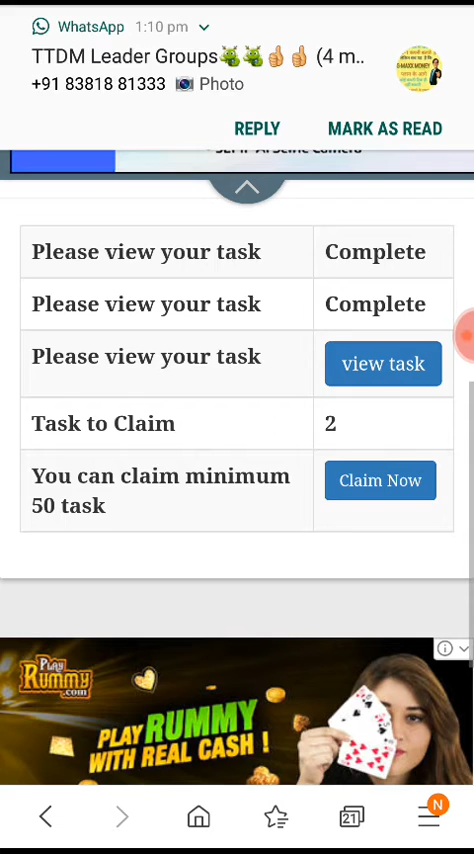 WhatsApp 1:10 pm
TTDM Leader Groups🐲🐲👍👍 (4 m..
+91 83818 81333 📷 Photo
REPLY MARK AS READ
Please view your task Complete
Please view your task Complete
Please view your task view task
Task to Claim 2
You can claim minimum
50 task Claim Now
Play
Rummy
.com
PLAY RUMMY
WITH REAL CASH !
21
N